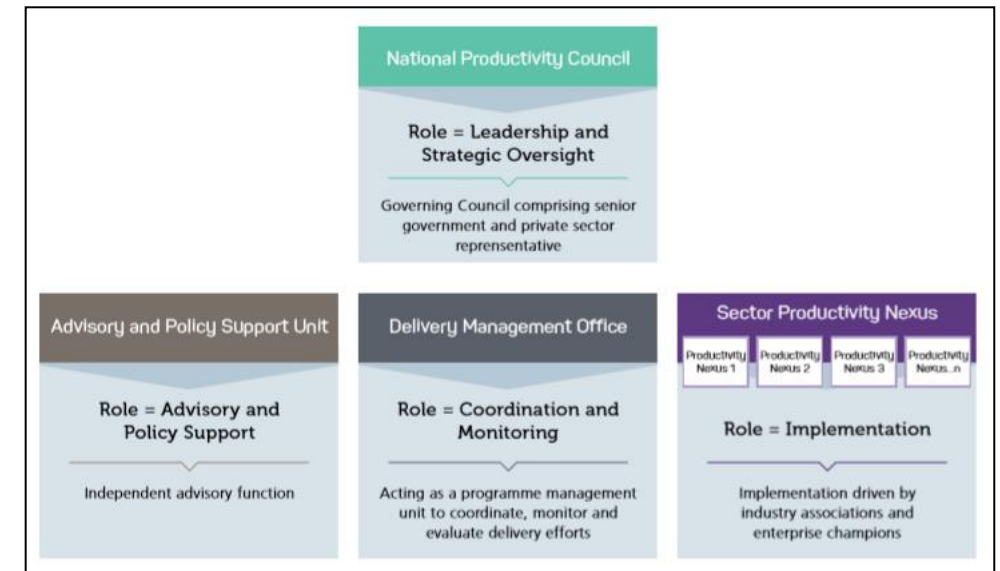 National Productivity Council
Role = Leadership and
Strategic Oversight
Governing Council comprising senior
government and private sector
reprensentative
Advisory and Policy Support Unit
Role = Advisory and
Policy Support
Independent advisory function
Delivery Management Office
Role = Coordination and
Monitoring
Acting as a programme management
unit to coordinate, monitor and
evaluate delivery efforts
Sector Productivity Nexus
Productivity
Nexus 1
Productivity
Nexus 2
Productivity
Nexus 3
Productivity
Nexus...n
Role = Implementation
Implementation driven by
industry associations and
enterprise champions